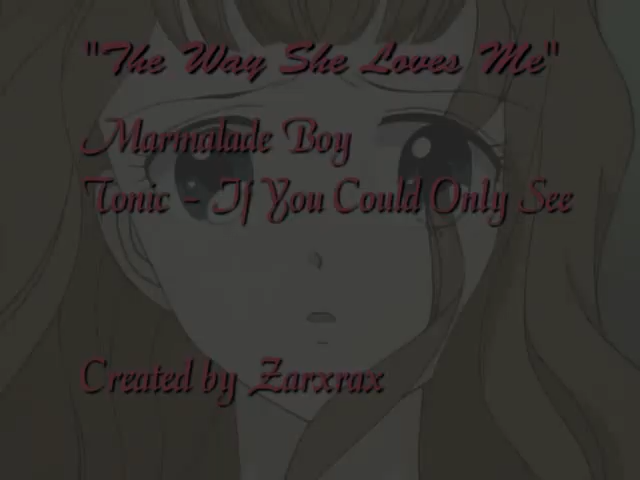 "The Way She Loves Me"
Marmalade Boy
Tonic - If You Could Only See
Created by Zarxrax